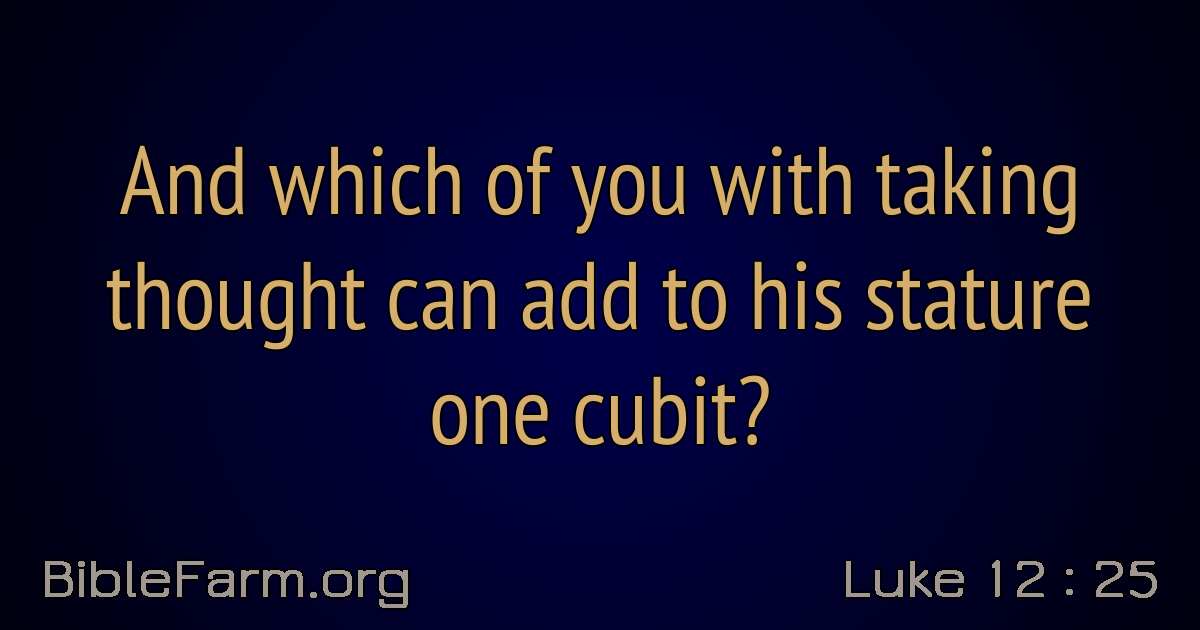 And which of you with taking
thought can add to his stature
one cubit?
BibleFarm.org
Luke 12 : 25